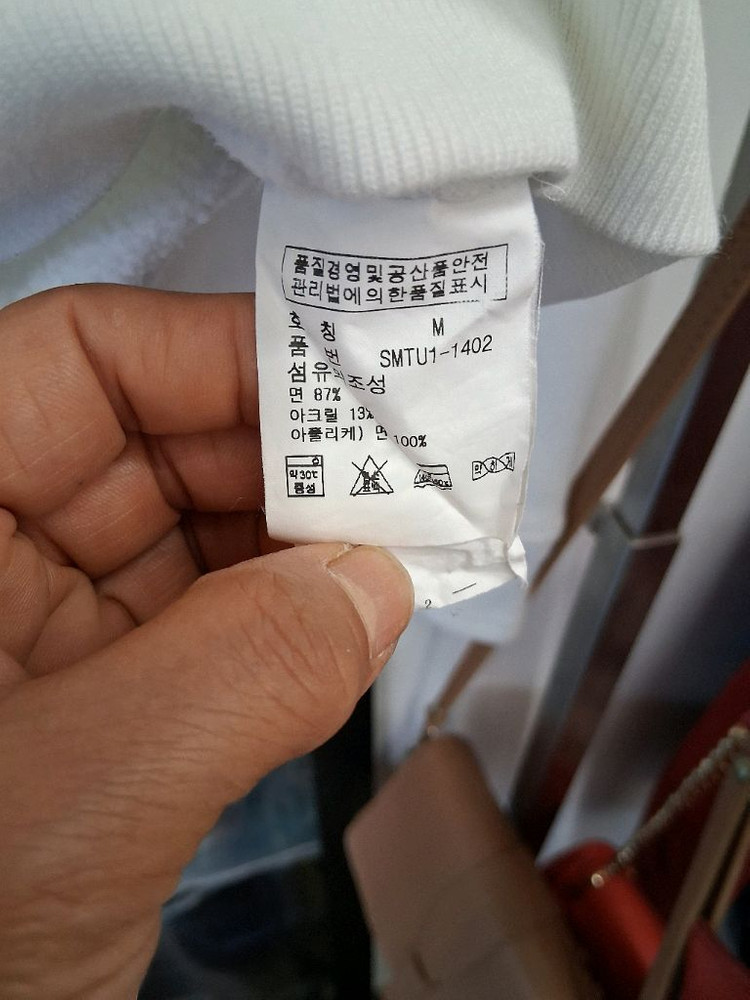 품질경영및공산품안전
관리법에의한품질표시
호 칭 M
품 번 SMTU1-1402
섬유의조성
면 87%
아크릴 13%
아플리케) 면 100%
약30℃
중성
2